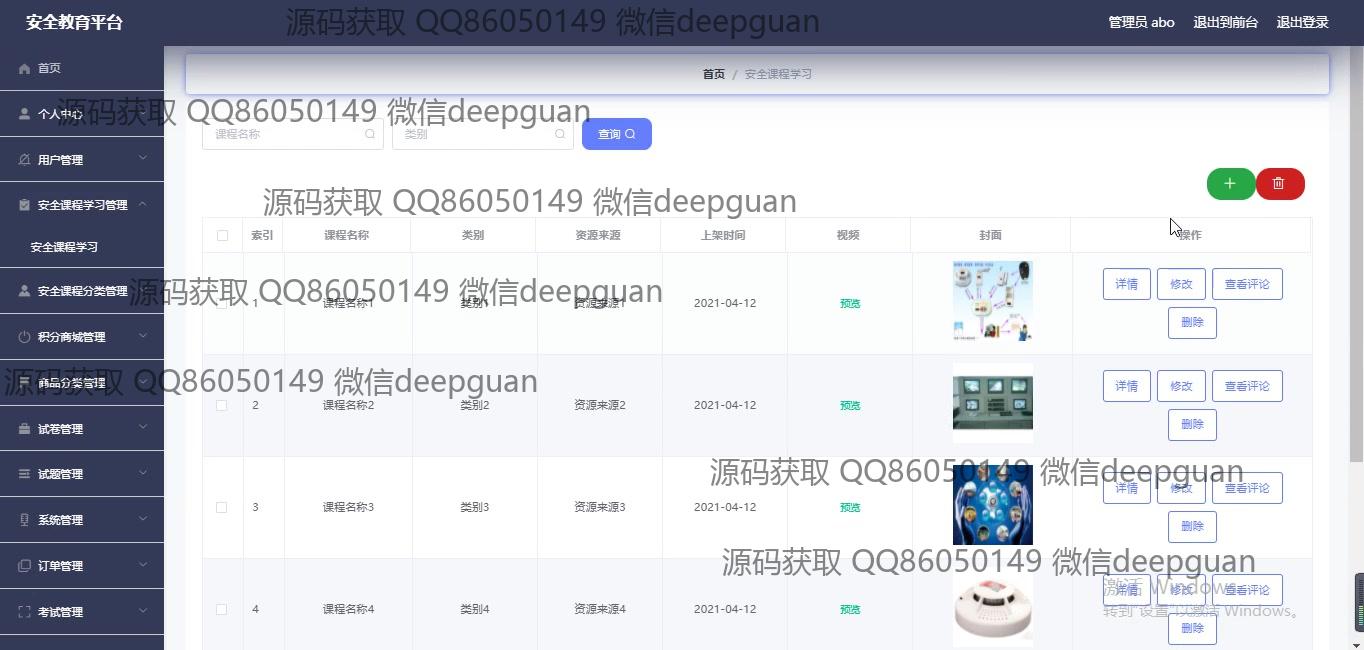 安全教育平台
源码获取 QQ86050149 微信deepguan
管理员 abo 退出到前台 退出登录
首页
个人中心
用户管理
安全课程学习管理
安全课程学习
安全课程分类管理
积分商城管理
商品分类管理
试卷管理
试题管理
系统管理
订单管理
考试管理
首页 / 安全课程学习
源码获取 QQ86050149 微信deepguan
课程名称 类别 查询
源码获取 QQ86050149 微信deepguan
索引 课程名称 类别 资源来源 上架时间 视频 封面 操作
源码获取 QQ86050149 微信deepguan
1 课程名称1 类别1 资源来源1 2021-04-12 预览 详情 修改 查看评论
删除
源码获取 QQ86050149 微信deepguan
2 课程名称2 类别2 资源来源2 2021-04-12 预览 详情 修改 查看评论
删除
源码获取 QQ86050149 微信deepguan
3 课程名称3 类别3 资源来源3 2021-04-12 预览 详情 修改 查看评论
删除
源码获取 QQ86050149 微信deepguan
4 课程名称4 类别4 资源来源4 2021-04-12 预览 详情 修改 查看评论
删除
激活 Windows
转到"设置"以激活 Windows。